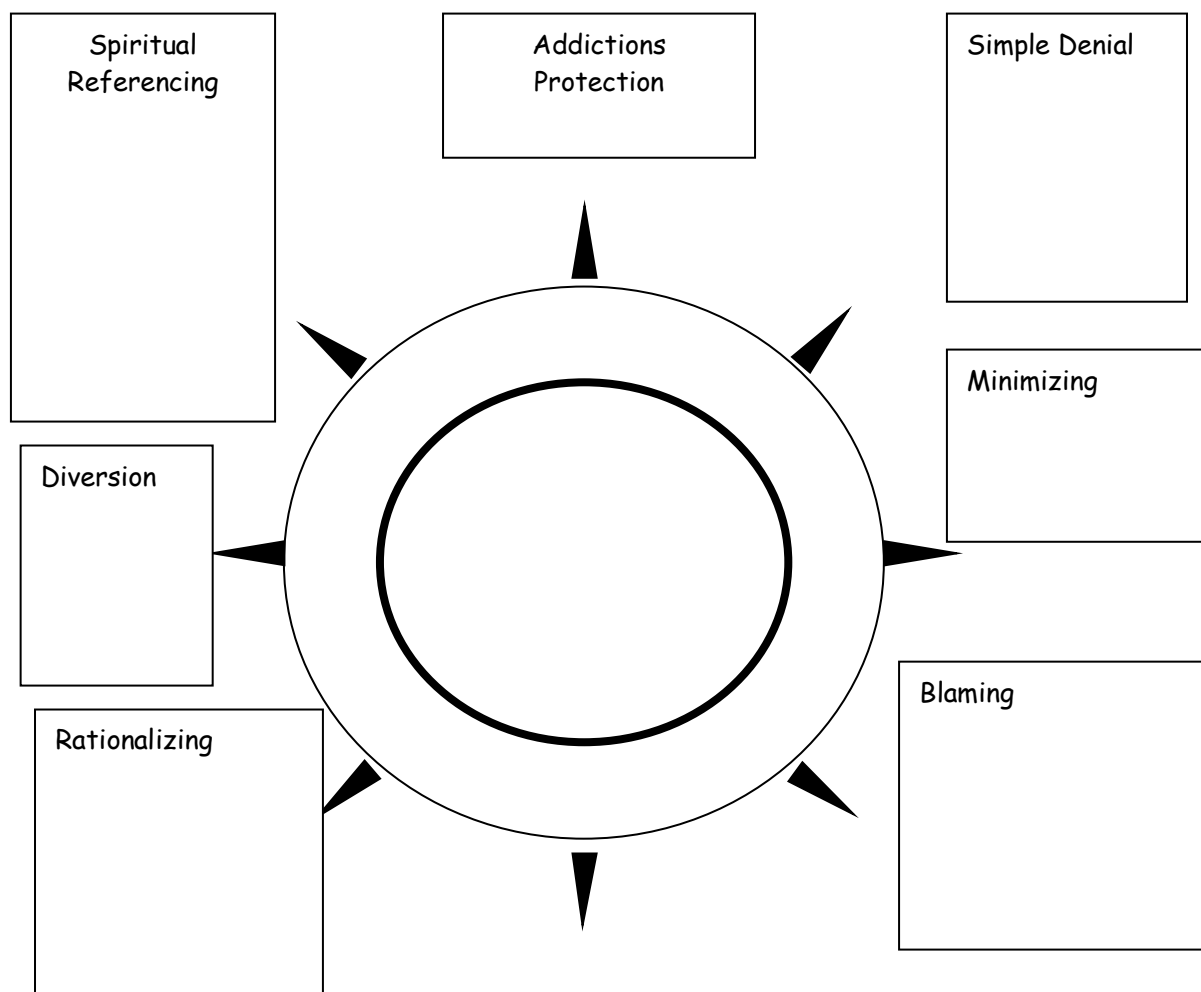 Spiritual
Referencing
Addictions
Protection
Simple Denial
Minimizing
Diversion
Blaming
Rationalizing